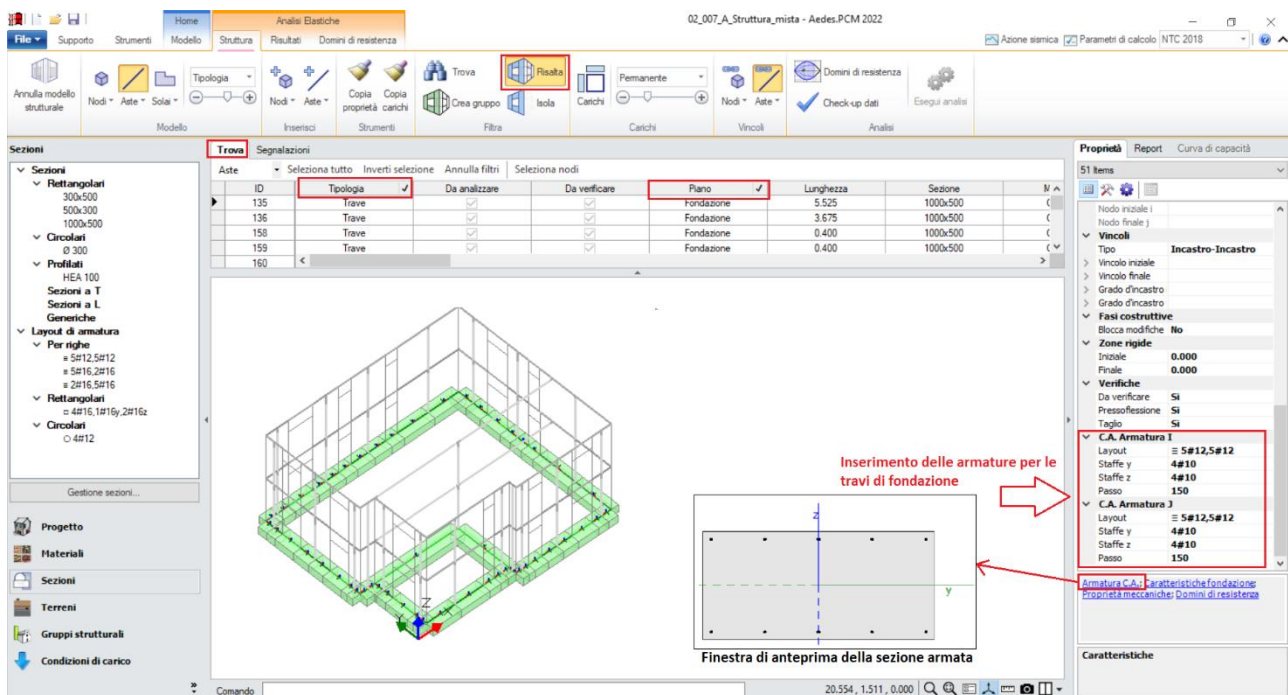 Home
Analisi Elastiche
02_007_A_Struttura_mista - Aedes.PCM 2022
File
Supporto
Strumenti
Modello
Struttura
Risultati
Domini di resistenza
Azione sismica
Parametri di calcolo
NTC 2018
Annulla modello
strutturale
Nodi
Aste
Solai
Tipologia
Modello
Nodi
Aste
Inserisci
Copia
proprietà
Copia
carichi
Strumenti
Trova
Crea gruppo
Risalta
Isola
Filtra
Carichi
Permanente
Carichi
Nodi
Aste
Vincoli
Domini di resistenza
Check-up dati
Esegui analisi
Analisi
Sezioni
Sezioni
Rettangolari
300x500
500x300
1000x500
Circolari
Ø 300
Profilati
HEA 100
Sezioni a T
Sezioni a L
Generiche
Layout di armatura
Per righe
≡ 5#12,5#12
≡ 5#16,2#16
≡ 2#16,5#16
Rettangolari
□ 4#16,1#16y,2#16z
Circolari
○ 4#12
Gestione sezioni...
Progetto
Materiali
Sezioni
Terreni
Gruppi strutturali
Condizioni di carico
Trova Segnalazioni
Aste Seleziona tutto Inverti selezione Annulla filtri Seleziona nodi
ID Tipologia Da analizzare Da verificare Piano Lunghezza Sezione M
135 Trave Fondazione 5.525 1000x500
136 Trave Fondazione 3.675 1000x500
158 Trave Fondazione 0.400 1000x500
159 Trave Fondazione 0.400 1000x500
160
Z
Inserimento delle armature per le
travi di fondazione
z
y
Finestra di anteprima della sezione armata
Comando
20.554 , 1.511 , 0.000
Proprietà Report Curva di capacità
51 Items
Nodo iniziale i
Nodo finale j
Vincoli
Tipo Incastro-Incastro
Vincolo iniziale
Vincolo finale
Grado d'incastro
Grado d'incastro
Fasi costruttive
Blocca modifiche No
Zone rigide
Iniziale 0.000
Finale 0.000
Verifiche
Da verificare Sì
Pressoflessione Sì
Taglio Sì
C.A. Armatura I
Layout ≡ 5#12,5#12
Staffe y 4#10
Staffe z 4#10
Passo 150
C.A. Armatura J
Layout ≡ 5#12,5#12
Staffe y 4#10
Staffe z 4#10
Passo 150
Armatura C.A.; Caratteristiche fondazione;
Proprietà meccaniche; Domini di resistenza
Caratteristiche